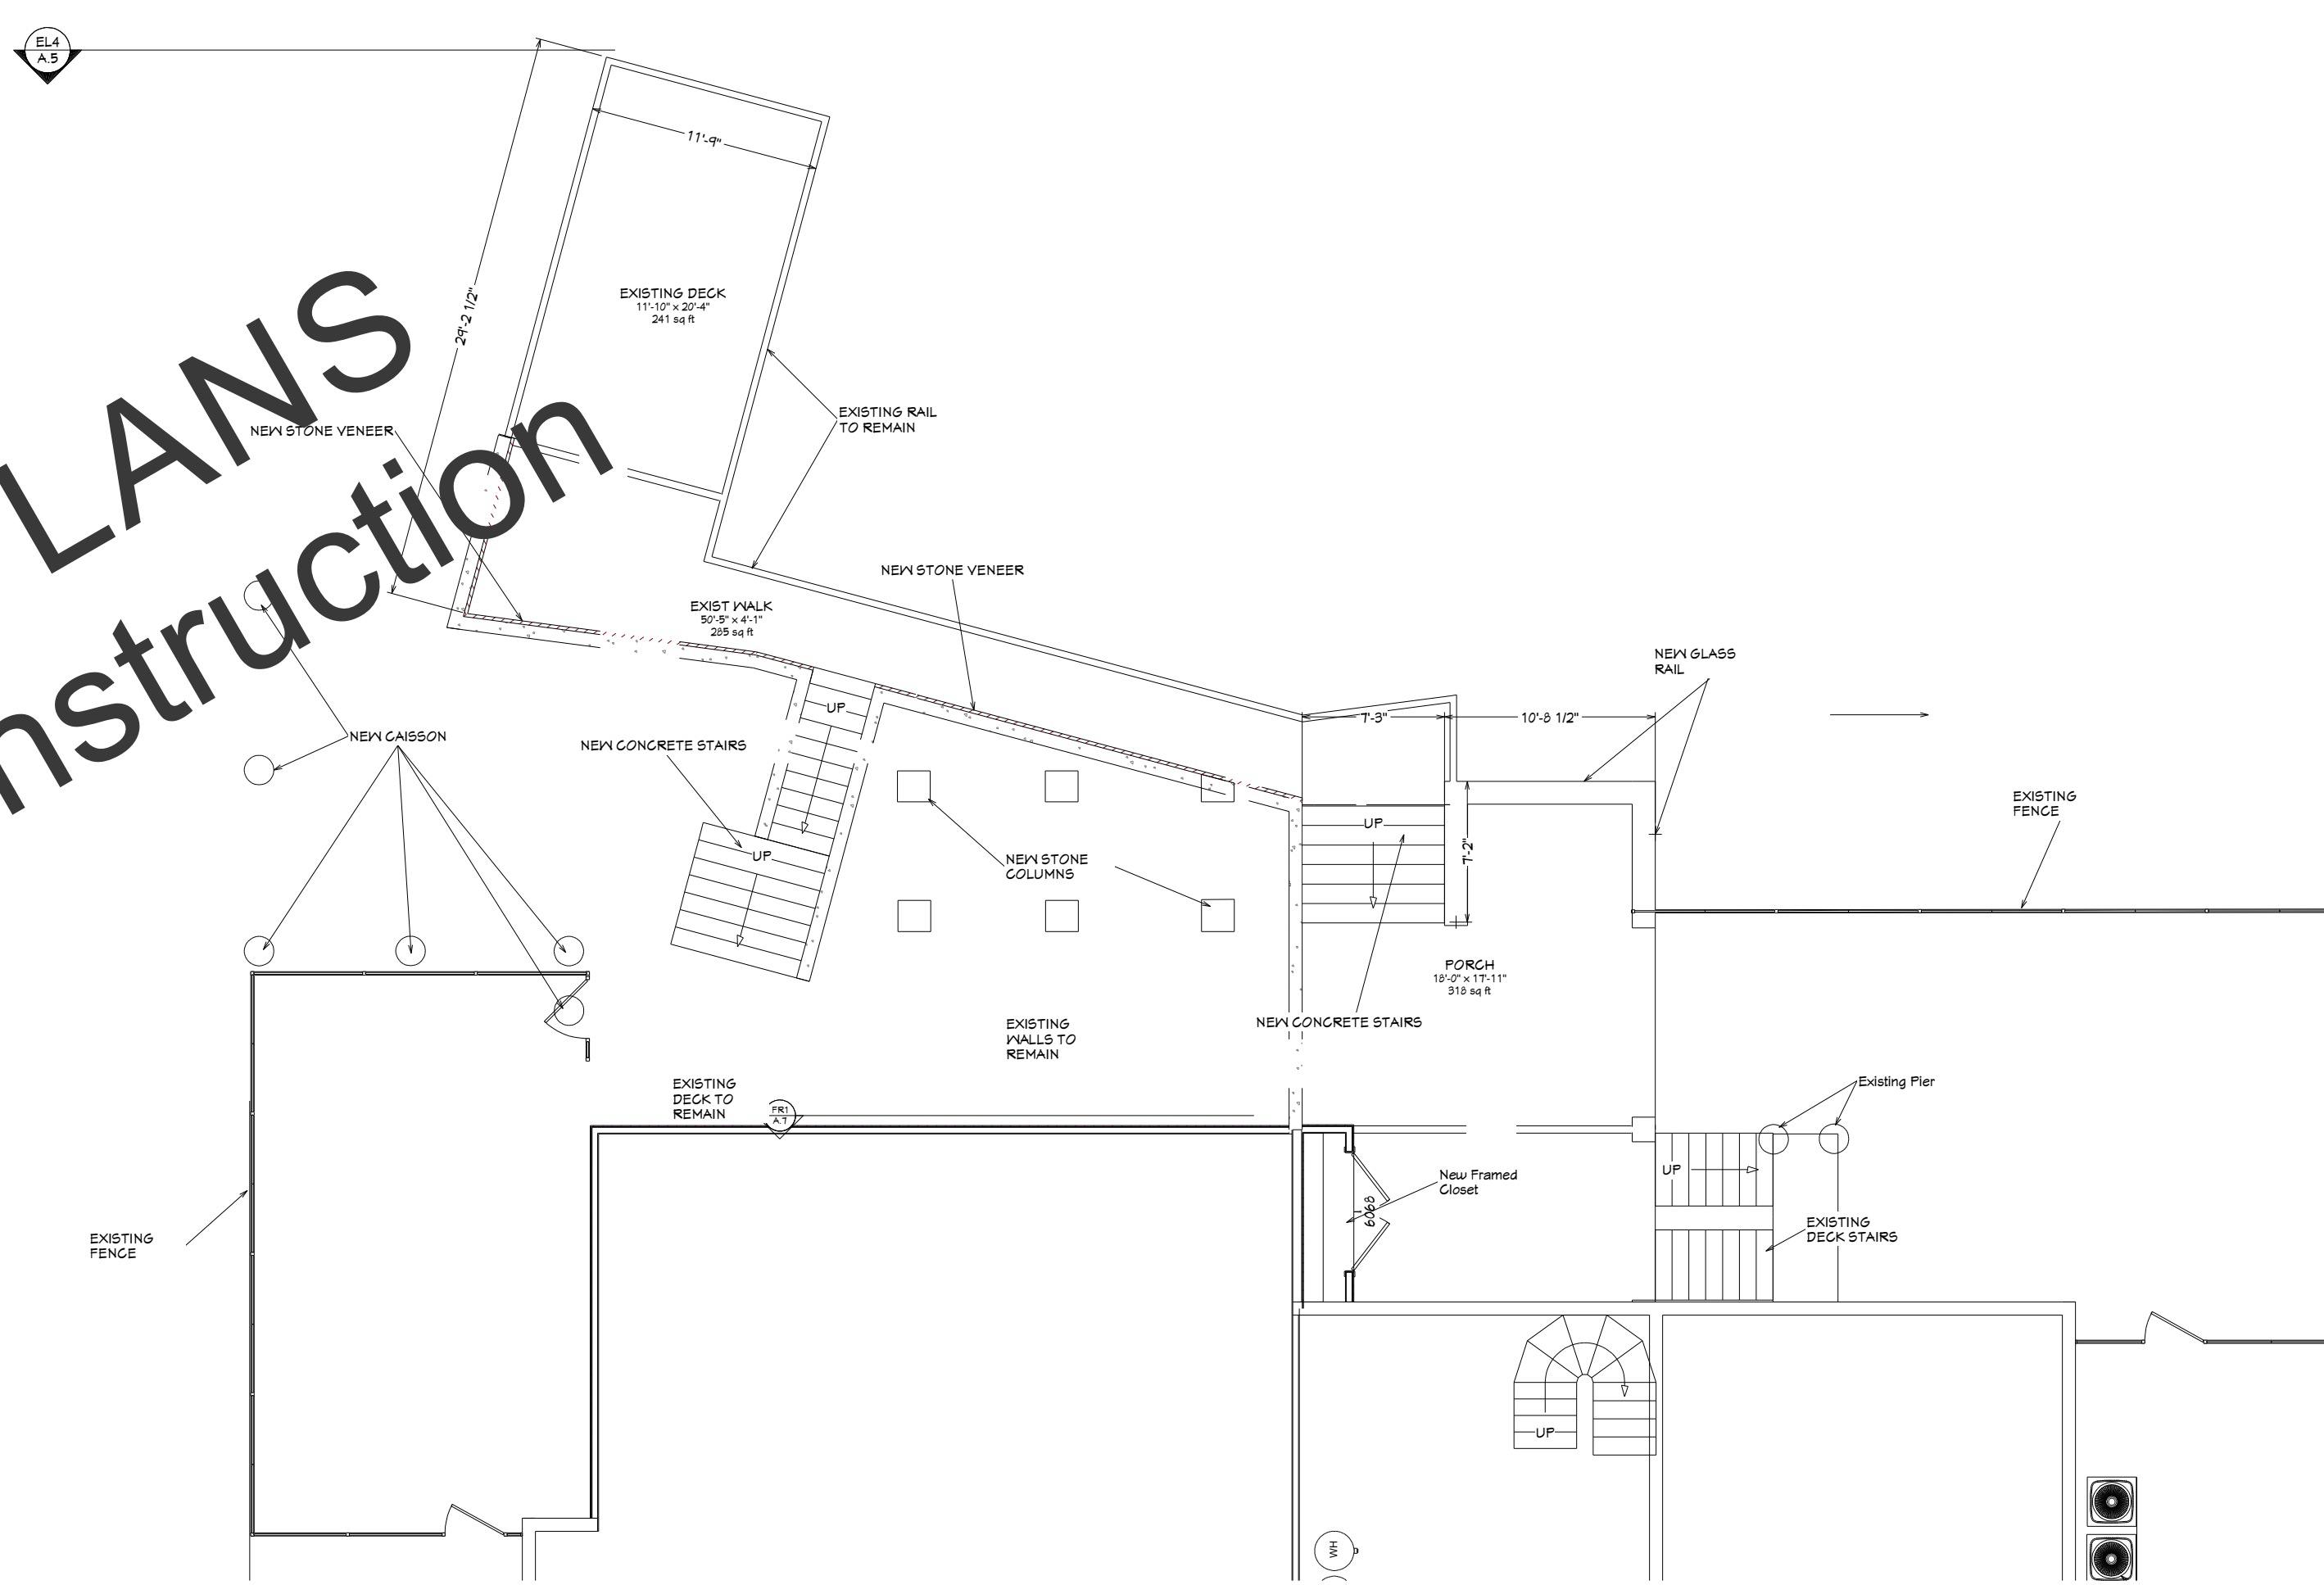 EL4
A.5
11'-9"
29'-2 1/2"
EXISTING DECK
11'-10" x 20'-4"
241 sq ft
LANS
nstruction
NEW STONE VENEER
EXISTING RAIL
TO REMAIN
NEW STONE VENEER
EXIST WALK
50'-5" x 4'-1"
285 sq ft
NEW GLASS
RAIL
UP
7'-3"
10'-8 1/2"
NEW CAISSON
NEW CONCRETE STAIRS
EXISTING
FENCE
UP
7'-2"
UP
NEW STONE
COLUMNS
PORCH
18'-0" x 17'-11"
318 sq ft
NEW CONCRETE STAIRS
EXISTING
WALLS TO
REMAIN
EXISTING
DECK TO
REMAIN
FR1
A.7
Existing Pier
UP
New Framed
Closet
6068
EXISTING
DECK STAIRS
EXISTING
FENCE
UP
WH